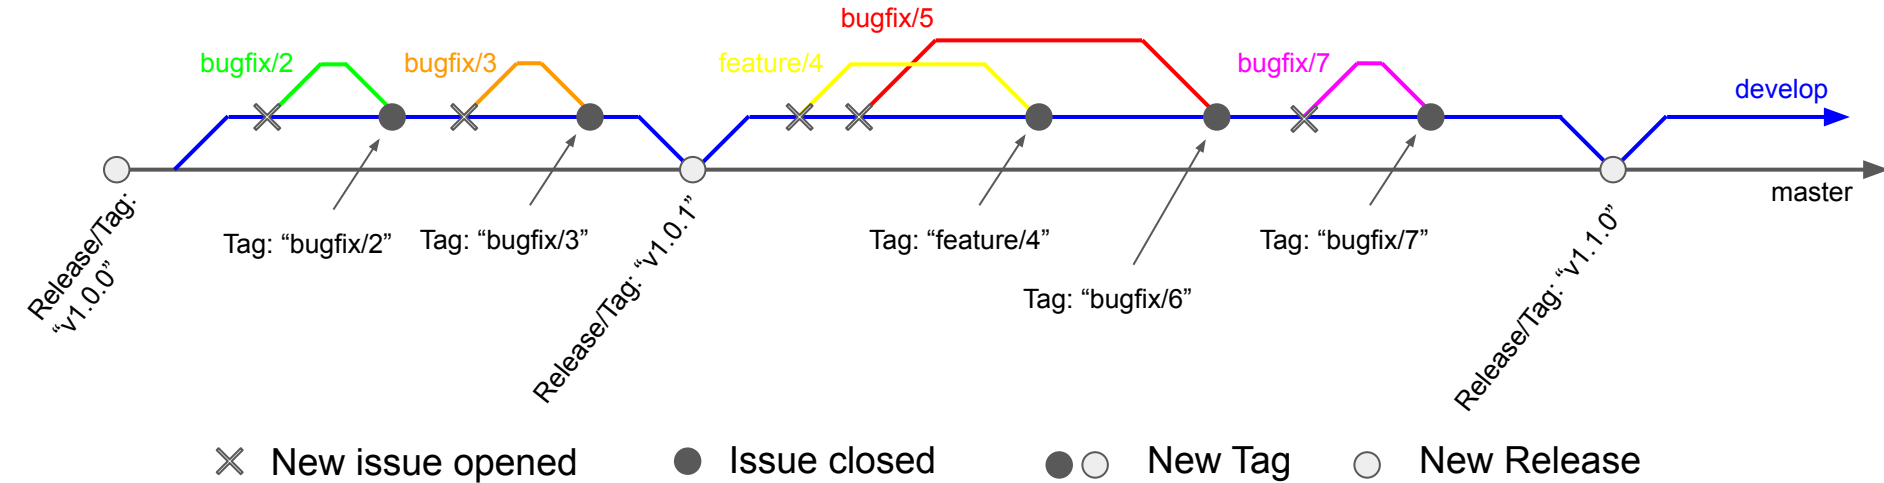 bugfix/5
bugfix/2
bugfix/3
feature/4
bugfix/7
develop
master
Release/Tag:
“v1.0.0”
Tag: “bugfix/2”
Tag: “bugfix/3”
Release/Tag: “v1.0.1”
Tag: “feature/4”
Tag: “bugfix/6”
Tag: “bugfix/7”
Release/Tag: “v1.1.0”
New issue opened
Issue closed
New Tag
New Release